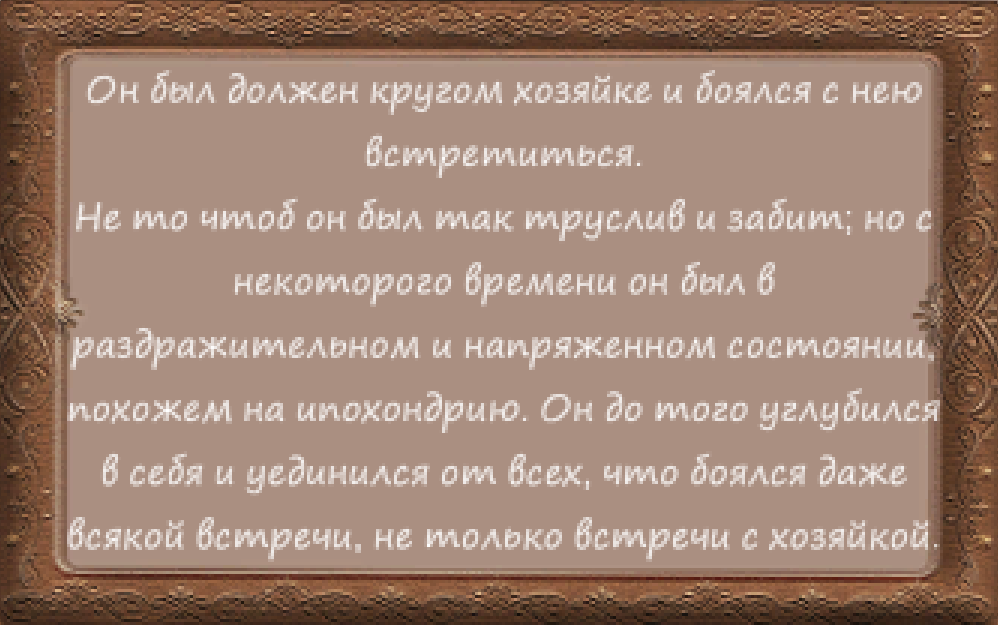 Он был должен кругом хозяйке и боялся с нею
встретиться.
Не то чтоб он был так труслив и забит; но с
некоторого времени он был в
раздражительном и напряженном состоянии,
похожем на ипохондрию. Он до того углубился
в себя и уединился от всех, что боялся даже
всякой встречи, не только встречи с хозяйкой.